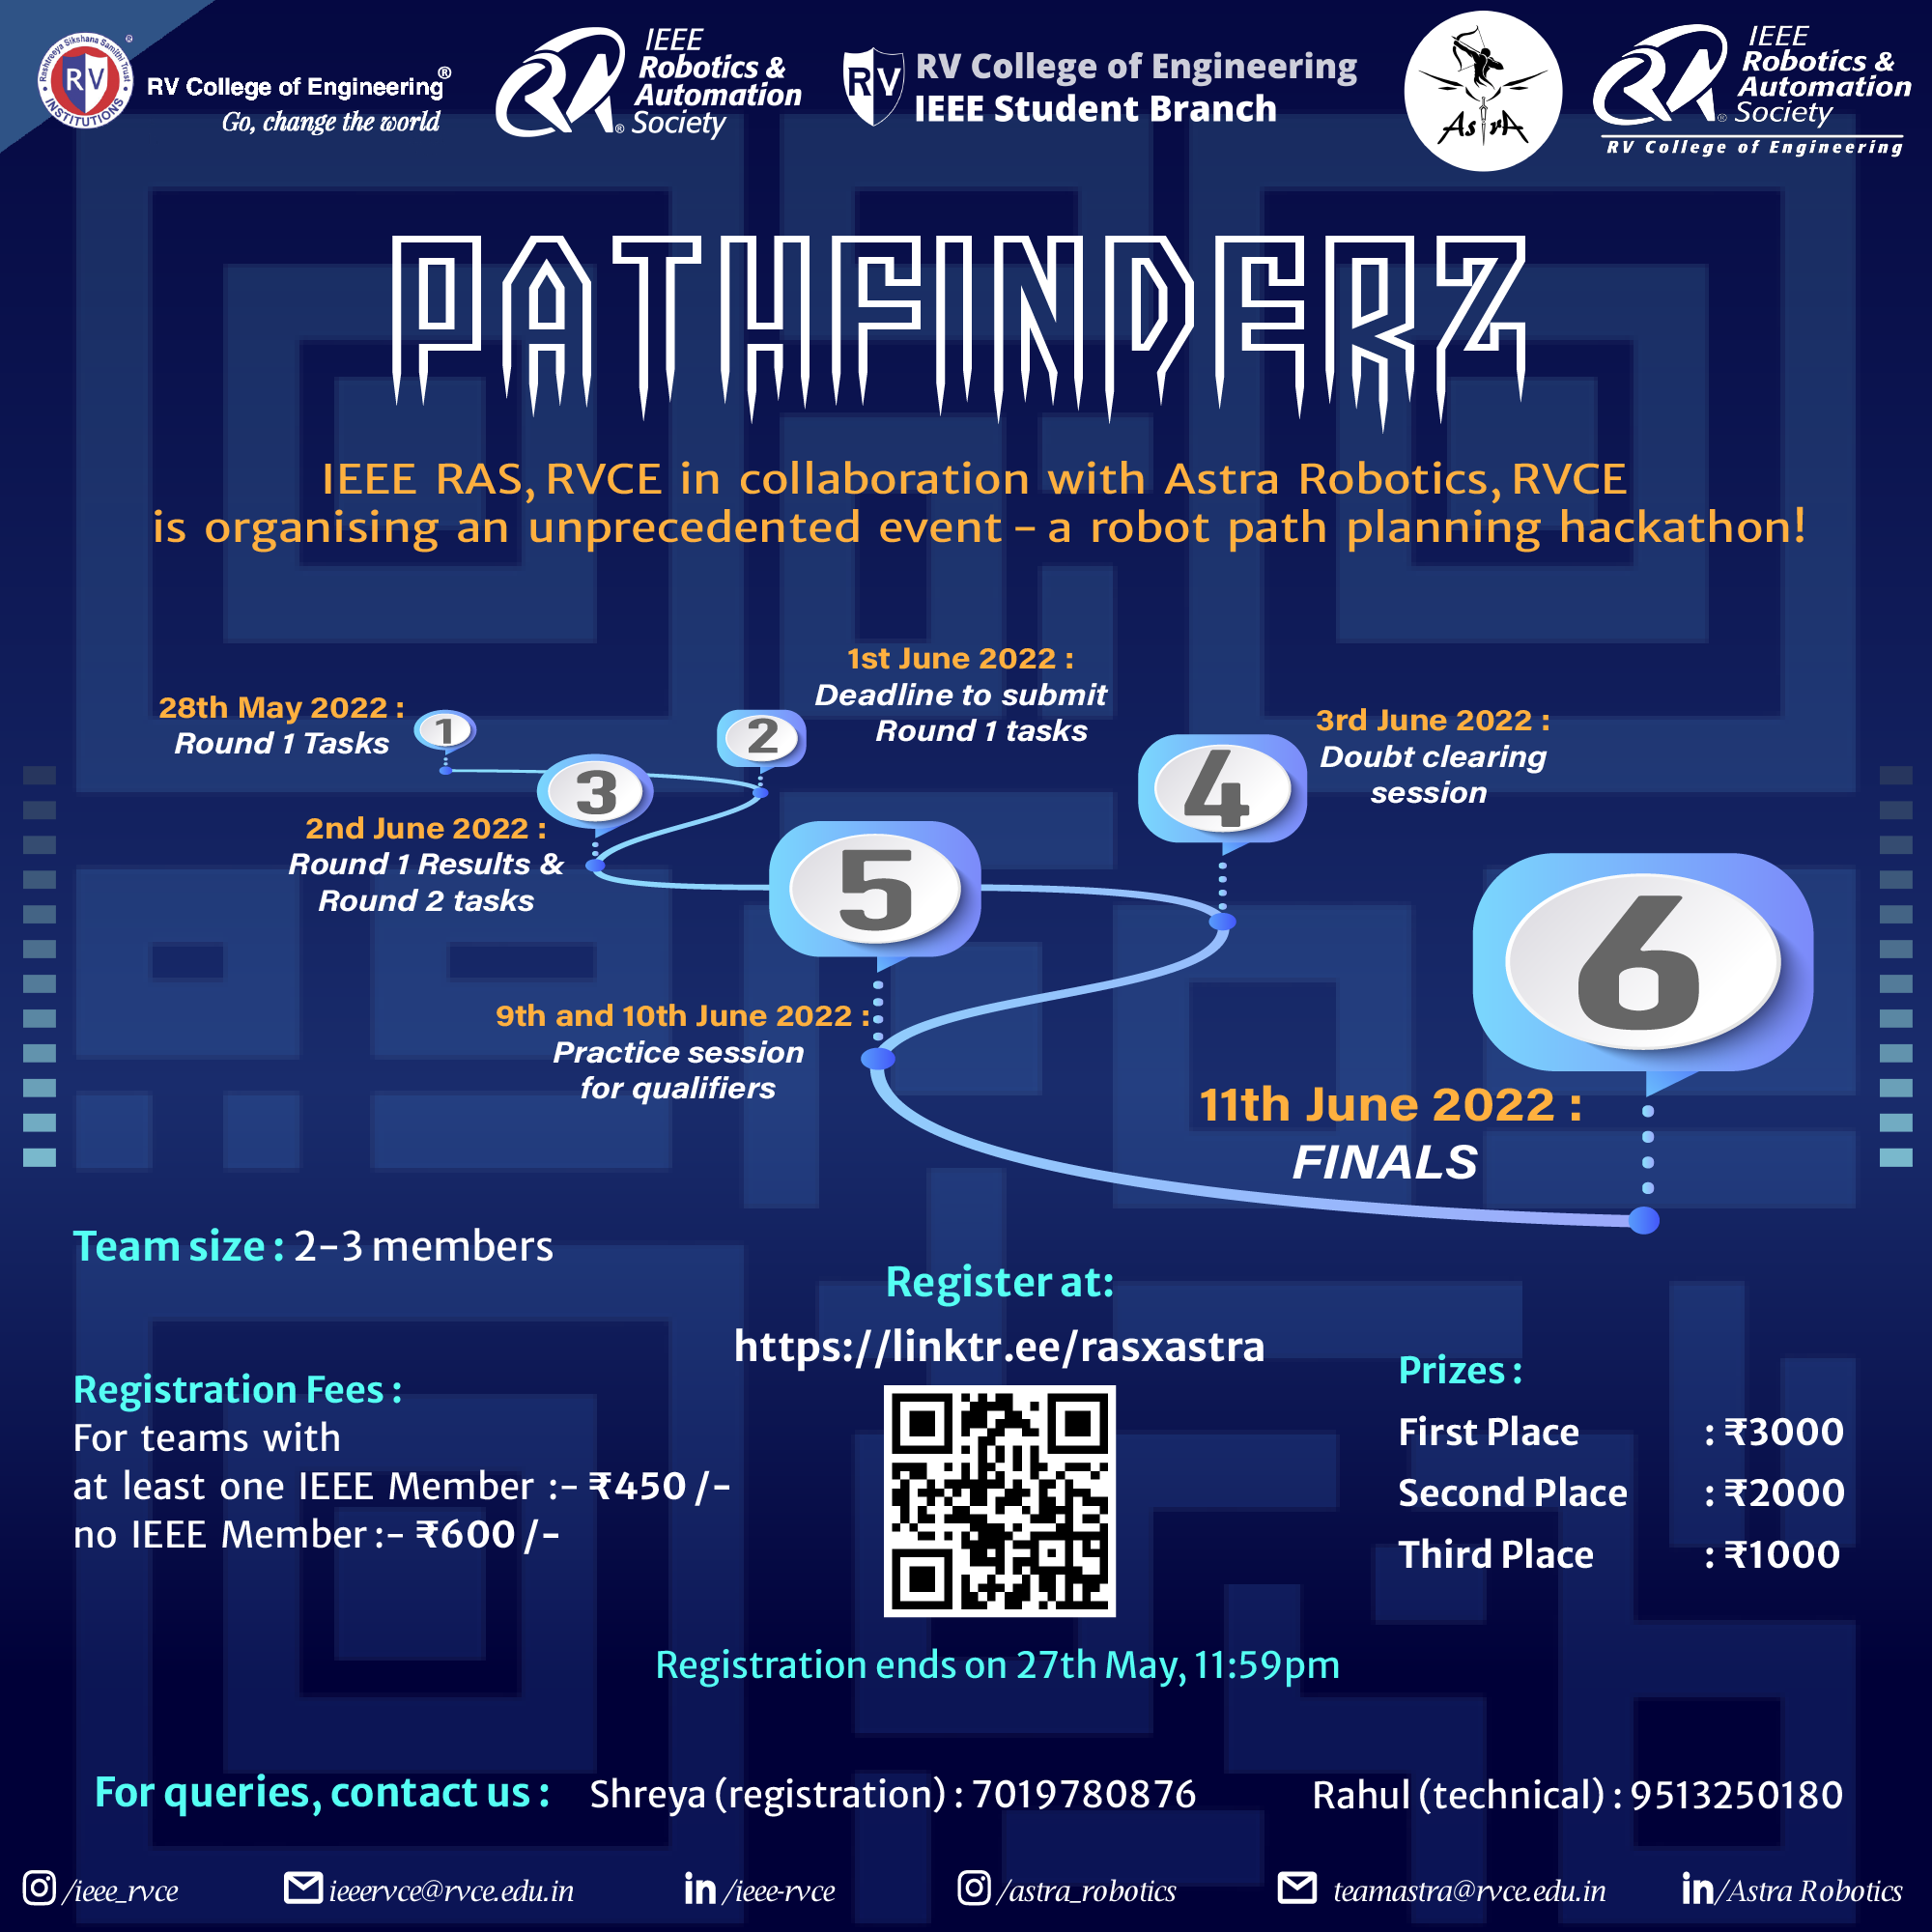 Rashtreeya Sikshana Samithi Trust
RV
INSTITUTIONS
RV College of Engineering®
Go, change the world
IEEE
Robotics &
Automation
Society
RV
RV College of Engineering
IEEE Student Branch
AstrA
IEEE
Robotics &
Automation
Society
RV College of Engineering
PATHFINDERZ
IEEE RAS, RVCE in collaboration with Astra Robotics, RVCE
is organising an unprecedented event – a robot path planning hackathon!
28th May 2022 :
Round 1 Tasks
1
2
1st June 2022 :
Deadline to submit
Round 1 tasks
3
2nd June 2022 :
Round 1 Results &
Round 2 tasks
4
3rd June 2022 :
Doubt clearing
session
5
9th and 10th June 2022 :
Practice session
for qualifiers
6
11th June 2022 :
FINALS
Team size : 2-3 members
Registration Fees :
For teams with
at least one IEEE Member :- ₹450 /-
no IEEE Member :- ₹600 /-
Register at:
https://linktr.ee/rasxastra
Registration ends on 27th May, 11:59pm
Prizes :
First Place : ₹3000
Second Place : ₹2000
Third Place : ₹1000
For queries, contact us : Shreya (registration) : 7019780876 Rahul (technical) : 9513250180
/ieee_rvce ieeervce@rvce.edu.in in /ieee-rvce /astra_robotics teamastra@rvce.edu.in in /Astra Robotics